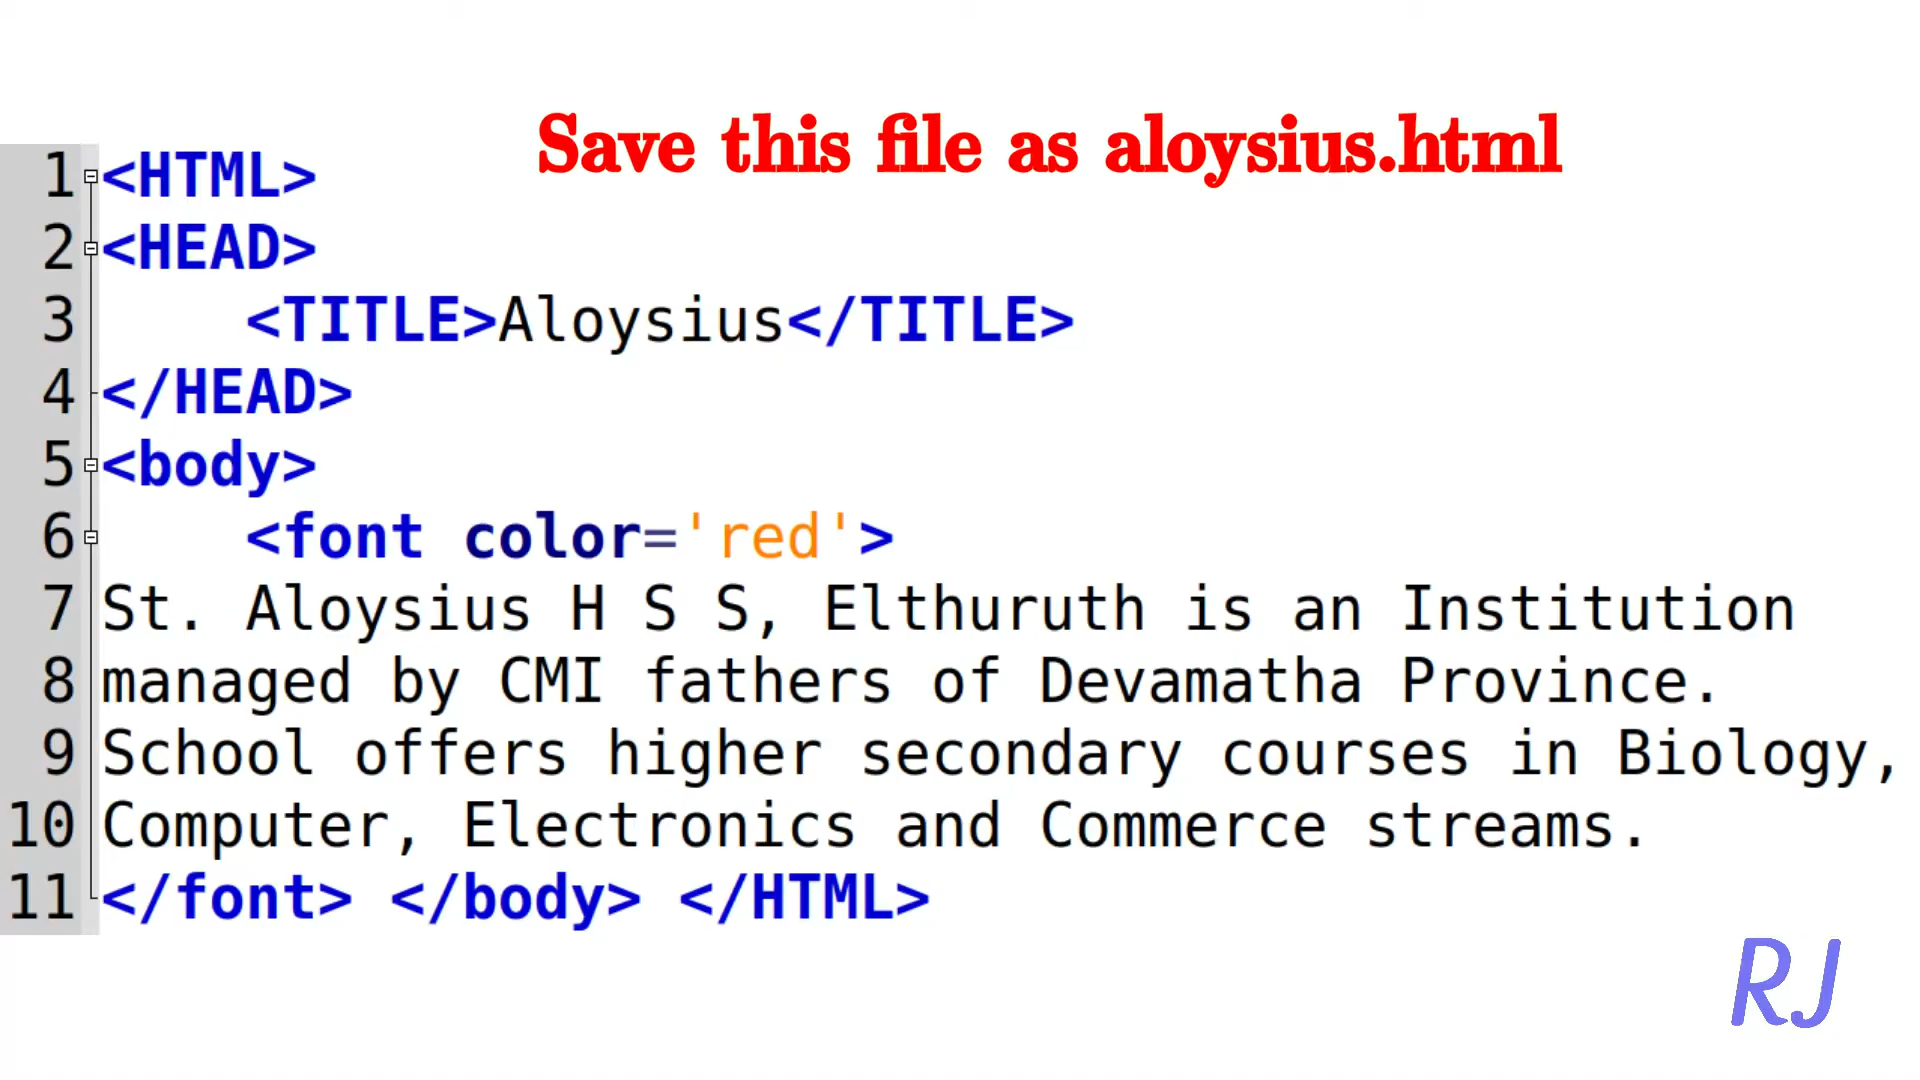 Save this file as aloysius.html
1 <HTML>
2 <HEAD>
3     <TITLE>Aloysius</TITLE>
4 </HEAD>
5 <body>
6     <font color='red'>
7 St. Aloysius H S S, Elthuruth is an Institution
8 managed by CMI fathers of Devamatha Province.
9 School offers higher secondary courses in Biology,
10 Computer, Electronics and Commerce streams.
11 </font> </body> </HTML>
RJ